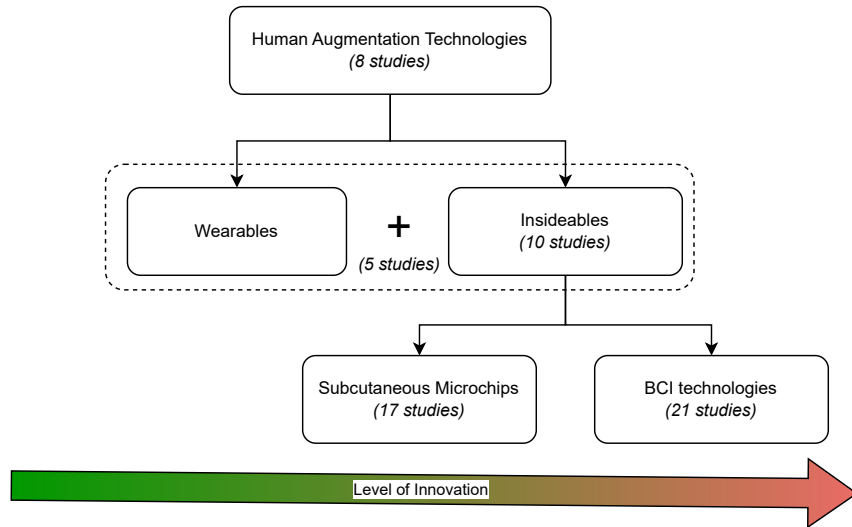 Human Augmentation Technologies
(8 studies)
Wearables
+
(5 studies)
Insideables
(10 studies)
Subcutaneous Microchips
(17 studies)
BCI technologies
(21 studies)
Level of Innovation